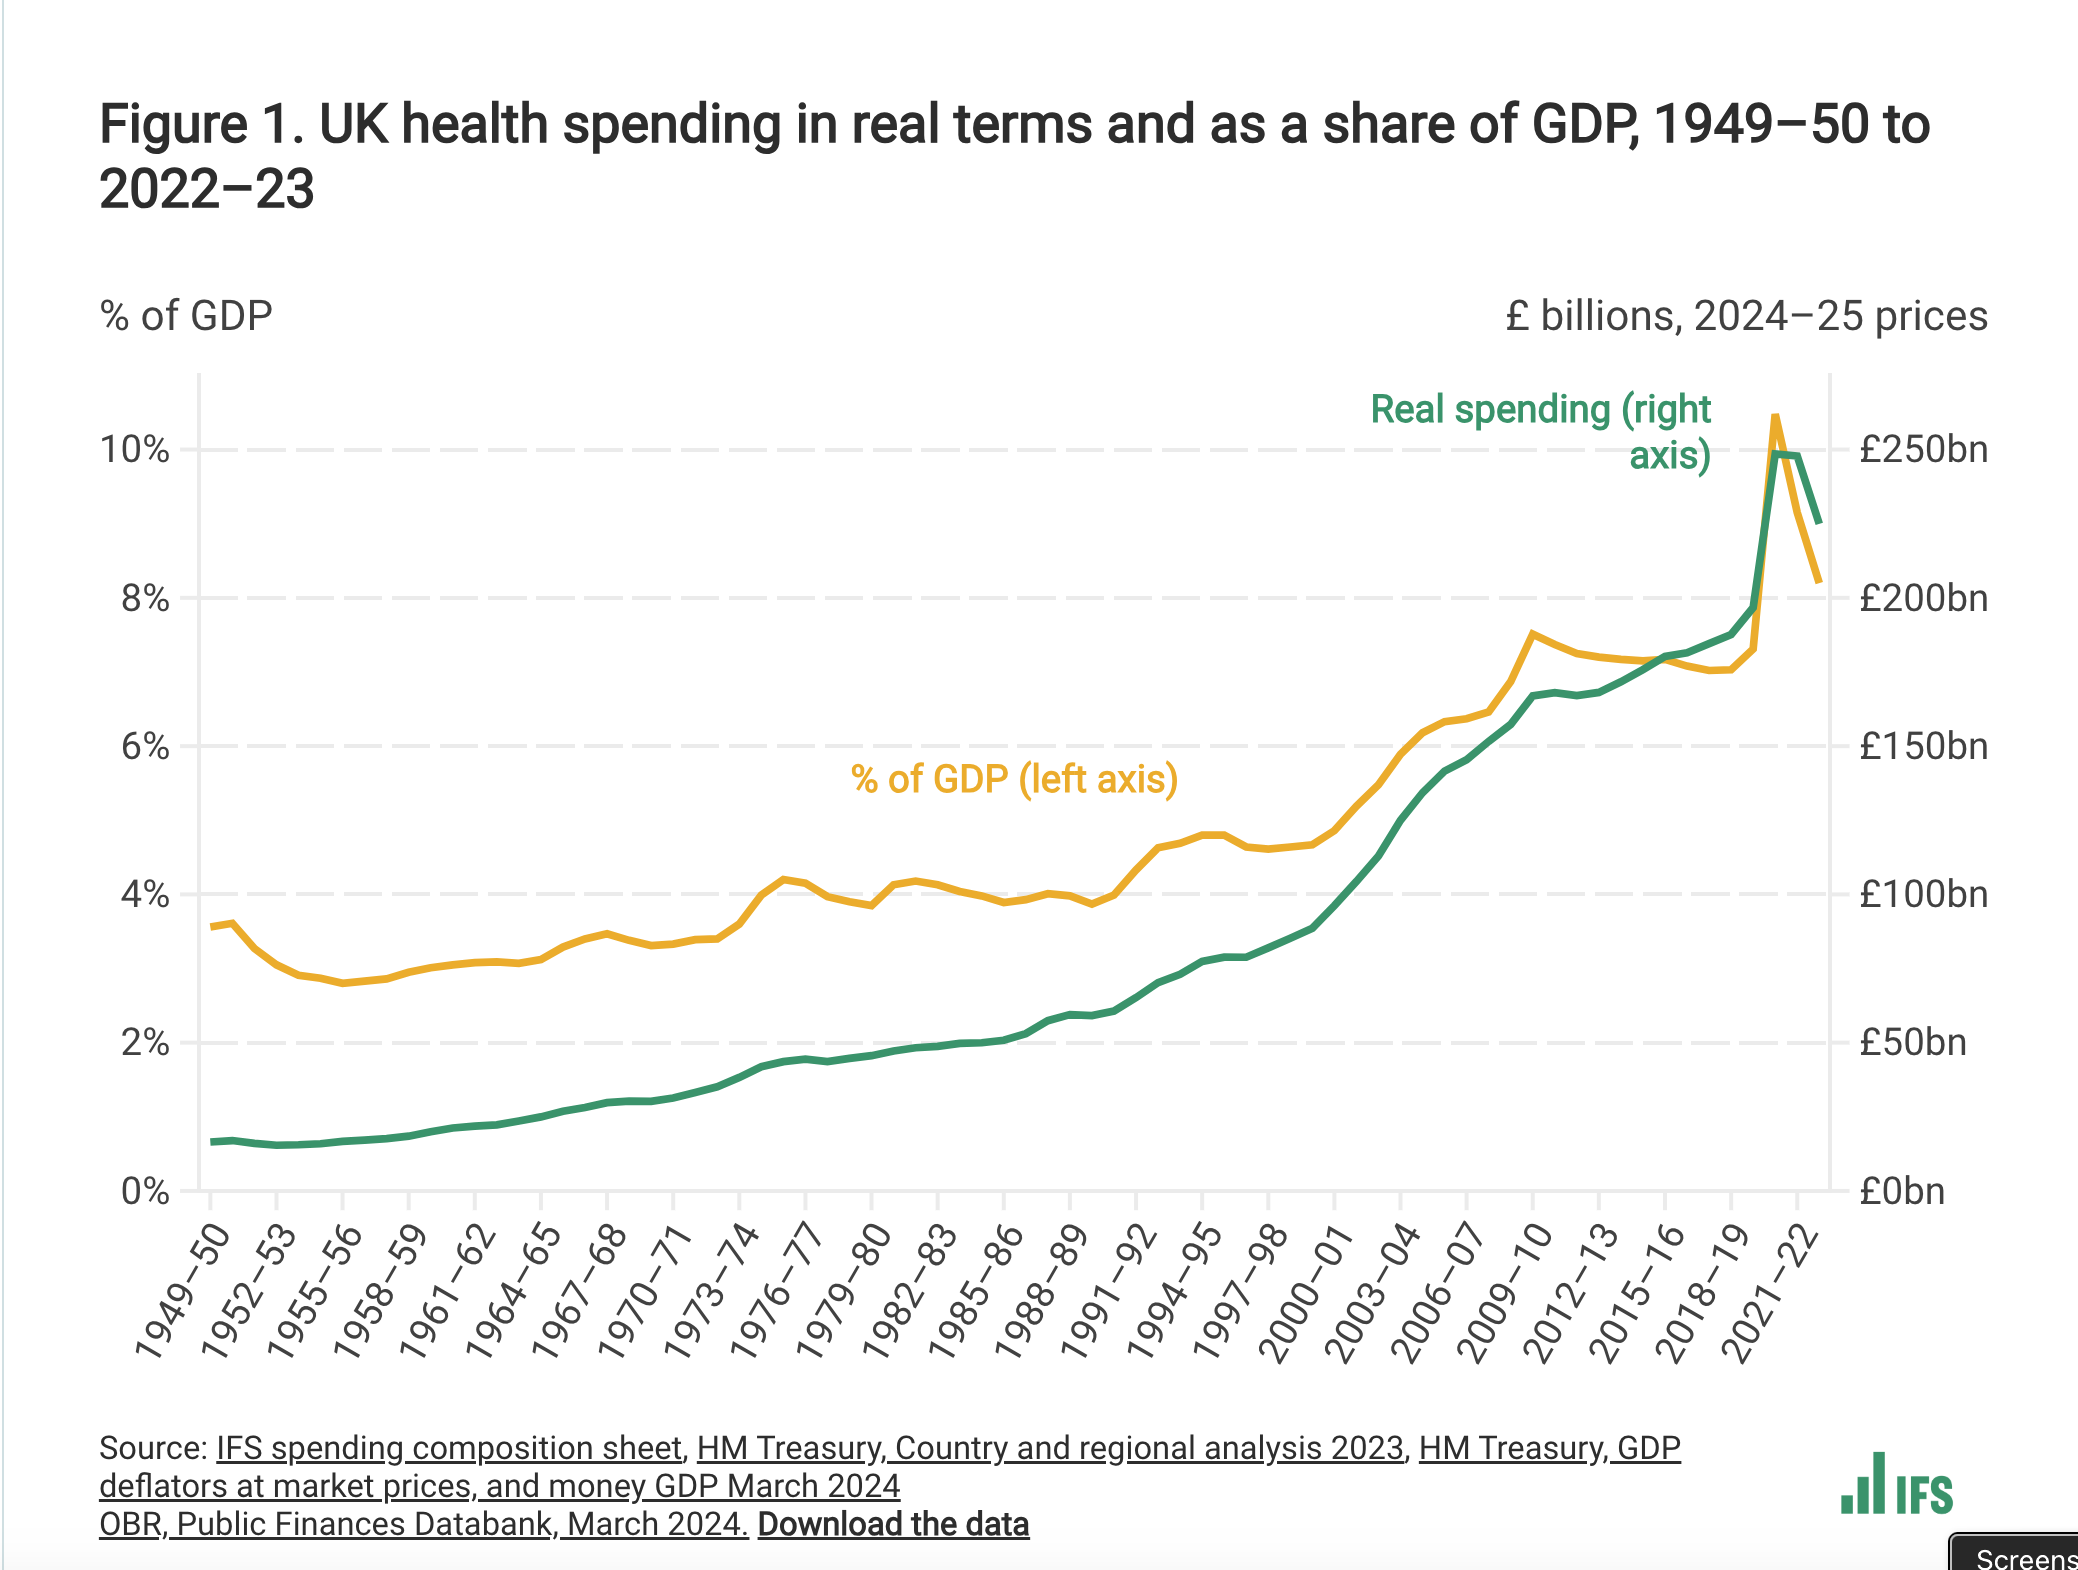 Figure 1. UK health spending in real terms and as a share of GDP, 1949–50 to
2022–23
% of GDP
£ billions, 2024–25 prices
Real spending (right
axis)
% of GDP (left axis)
10%
8%
6%
4%
2%
0%
£250bn
£200bn
£150bn
£100bn
£50bn
£0bn
1949–50
1952–53
1955–56
1958–59
1961–62
1964–65
1967–68
1970–71
1973–74
1976–77
1979–80
1982–83
1985–86
1988–89
1991–92
1994–95
1997–98
2000–01
2003–04
2006–07
2009–10
2012–13
2015–16
2018–19
2021–22
Source: IFS spending composition sheet, HM Treasury, Country and regional analysis 2023, HM Treasury, GDP
deflators at market prices, and money GDP March 2024
OBR, Public Finances Databank, March 2024. Download the data
IFS
Screens